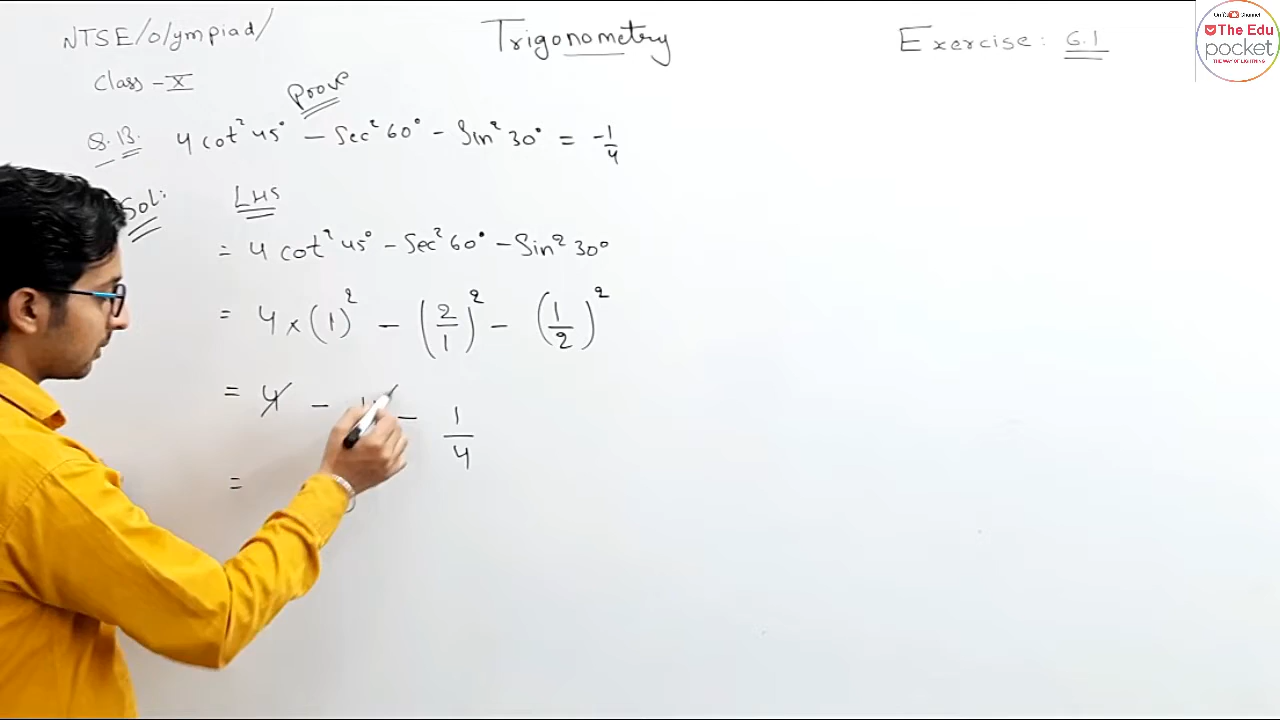 NTSE/Olympiad/
Trigonometry
Exercise: 6.1
The Edu
pocket
Class - X
Prove
Q.13. 4 cot² 45° - Sec² 60° - Sin² 30° = -1/4
Sol:
LHS
= 4 cot² 45° - Sec² 60° - Sin² 30°
= 4 × (1)² - (2/1)² - (1/2)²
= 4 - - 1/4
=